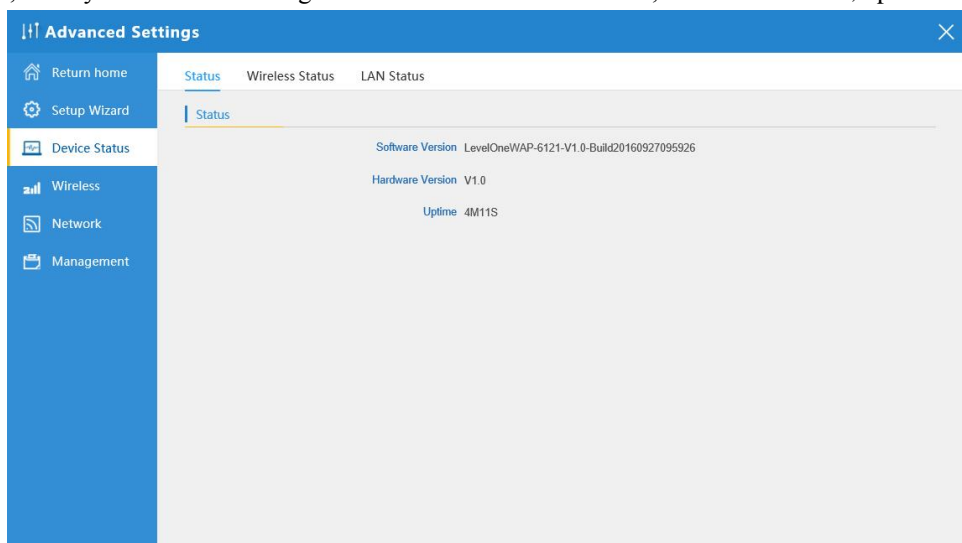 Advanced Settings
Return home
Status Wireless Status LAN Status
Setup Wizard
Status
Device Status
Software Version LevelOneWAP-6121-V1.0-Build20160927095926
Wireless
Hardware Version V1.0
Network
Uptime 4M11S
Management